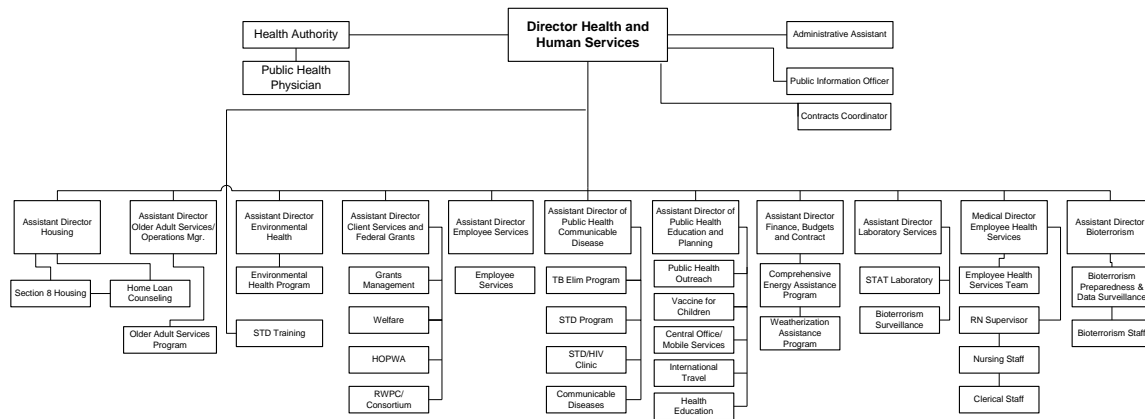 Director Health and
Human Services
Health Authority
Public Health
Physician
Administrative Assistant
Public Information Officer
Contracts Coordinator
Assistant Director
Housing
Assistant Director
Older Adult Services/
Operations Mgr.
Assistant Director
Environmental
Health
Assistant Director
Client Services and
Federal Grants
Assistant Director
Employee Services
Assistant Director of
Public Health
Communicable
Disease
Assistant Director of
Public Health
Education and
Planning
Assistant Director
Finance, Budgets
and Contract
Assistant Director
Laboratory Services
Medical Director
Employee Health
Services
Assistant Director
Bioterrorism
Section 8 Housing
Home Loan
Counseling
Older Adult Services
Program
Environmental
Health Program
STD Training
Grants
Management
Welfare
HOPWA
RWPC/
Consortium
Employee
Services
TB Elim Program
STD Program
STD/HIV
Clinic
Communicable
Diseases
Public Health
Outreach
Vaccine for
Children
Central Office/
Mobile Services
International
Travel
Health
Education
Comprehensive
Energy Assistance
Program
Weatherization
Assistance
Program
STAT Laboratory
Bioterrorism
Surveillance
Employee Health
Services Team
RN Supervisor
Nursing Staff
Clerical Staff
Bioterrorism
Preparedness &
Data Surveillance
Bioterrorism Staff